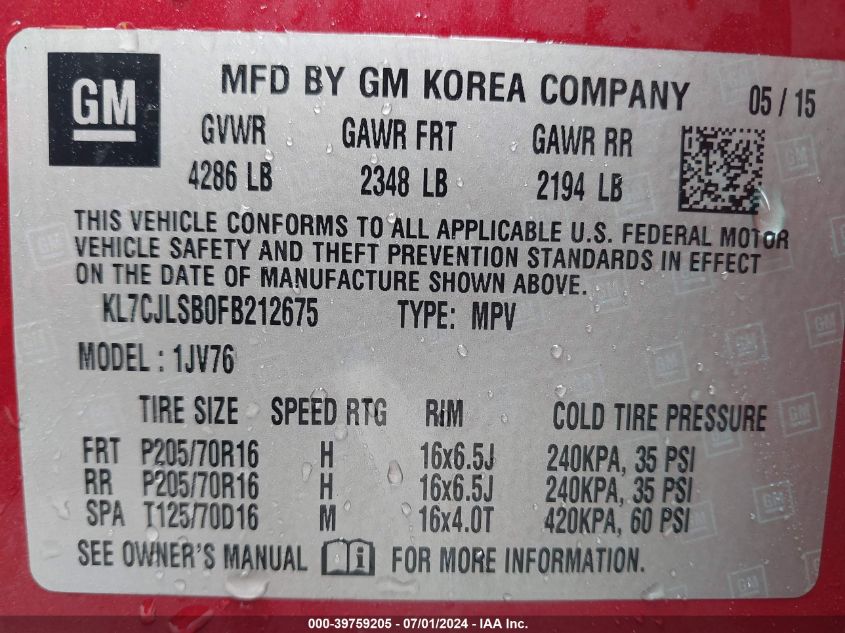 GM
MFD BY GM KOREA COMPANY 05 / 15
GVWR GAWR FRT GAWR RR
4286 LB 2348 LB 2194 LB
THIS VEHICLE CONFORMS TO ALL APPLICABLE U.S. FEDERAL MOTOR
VEHICLE SAFETY AND THEFT PREVENTION STANDARDS IN EFFECT
ON THE DATE OF MANUFACTURE SHOWN ABOVE.
KL7CJLSB0FB212675 TYPE: MPV
MODEL : 1JV76
TIRE SIZE SPEED RTG RIM COLD TIRE PRESSURE
FRT P205/70R16 H 16x6.5J 240KPA, 35 PSI
RR P205/70R16 H 16x6.5J 240KPA, 35 PSI
SPA T125/70D16 M 16x4.0T 420KPA, 60 PSI
SEE OWNER'S MANUAL i FOR MORE INFORMATION.
000-39759205 - 07/01/2024 - IAA Inc.